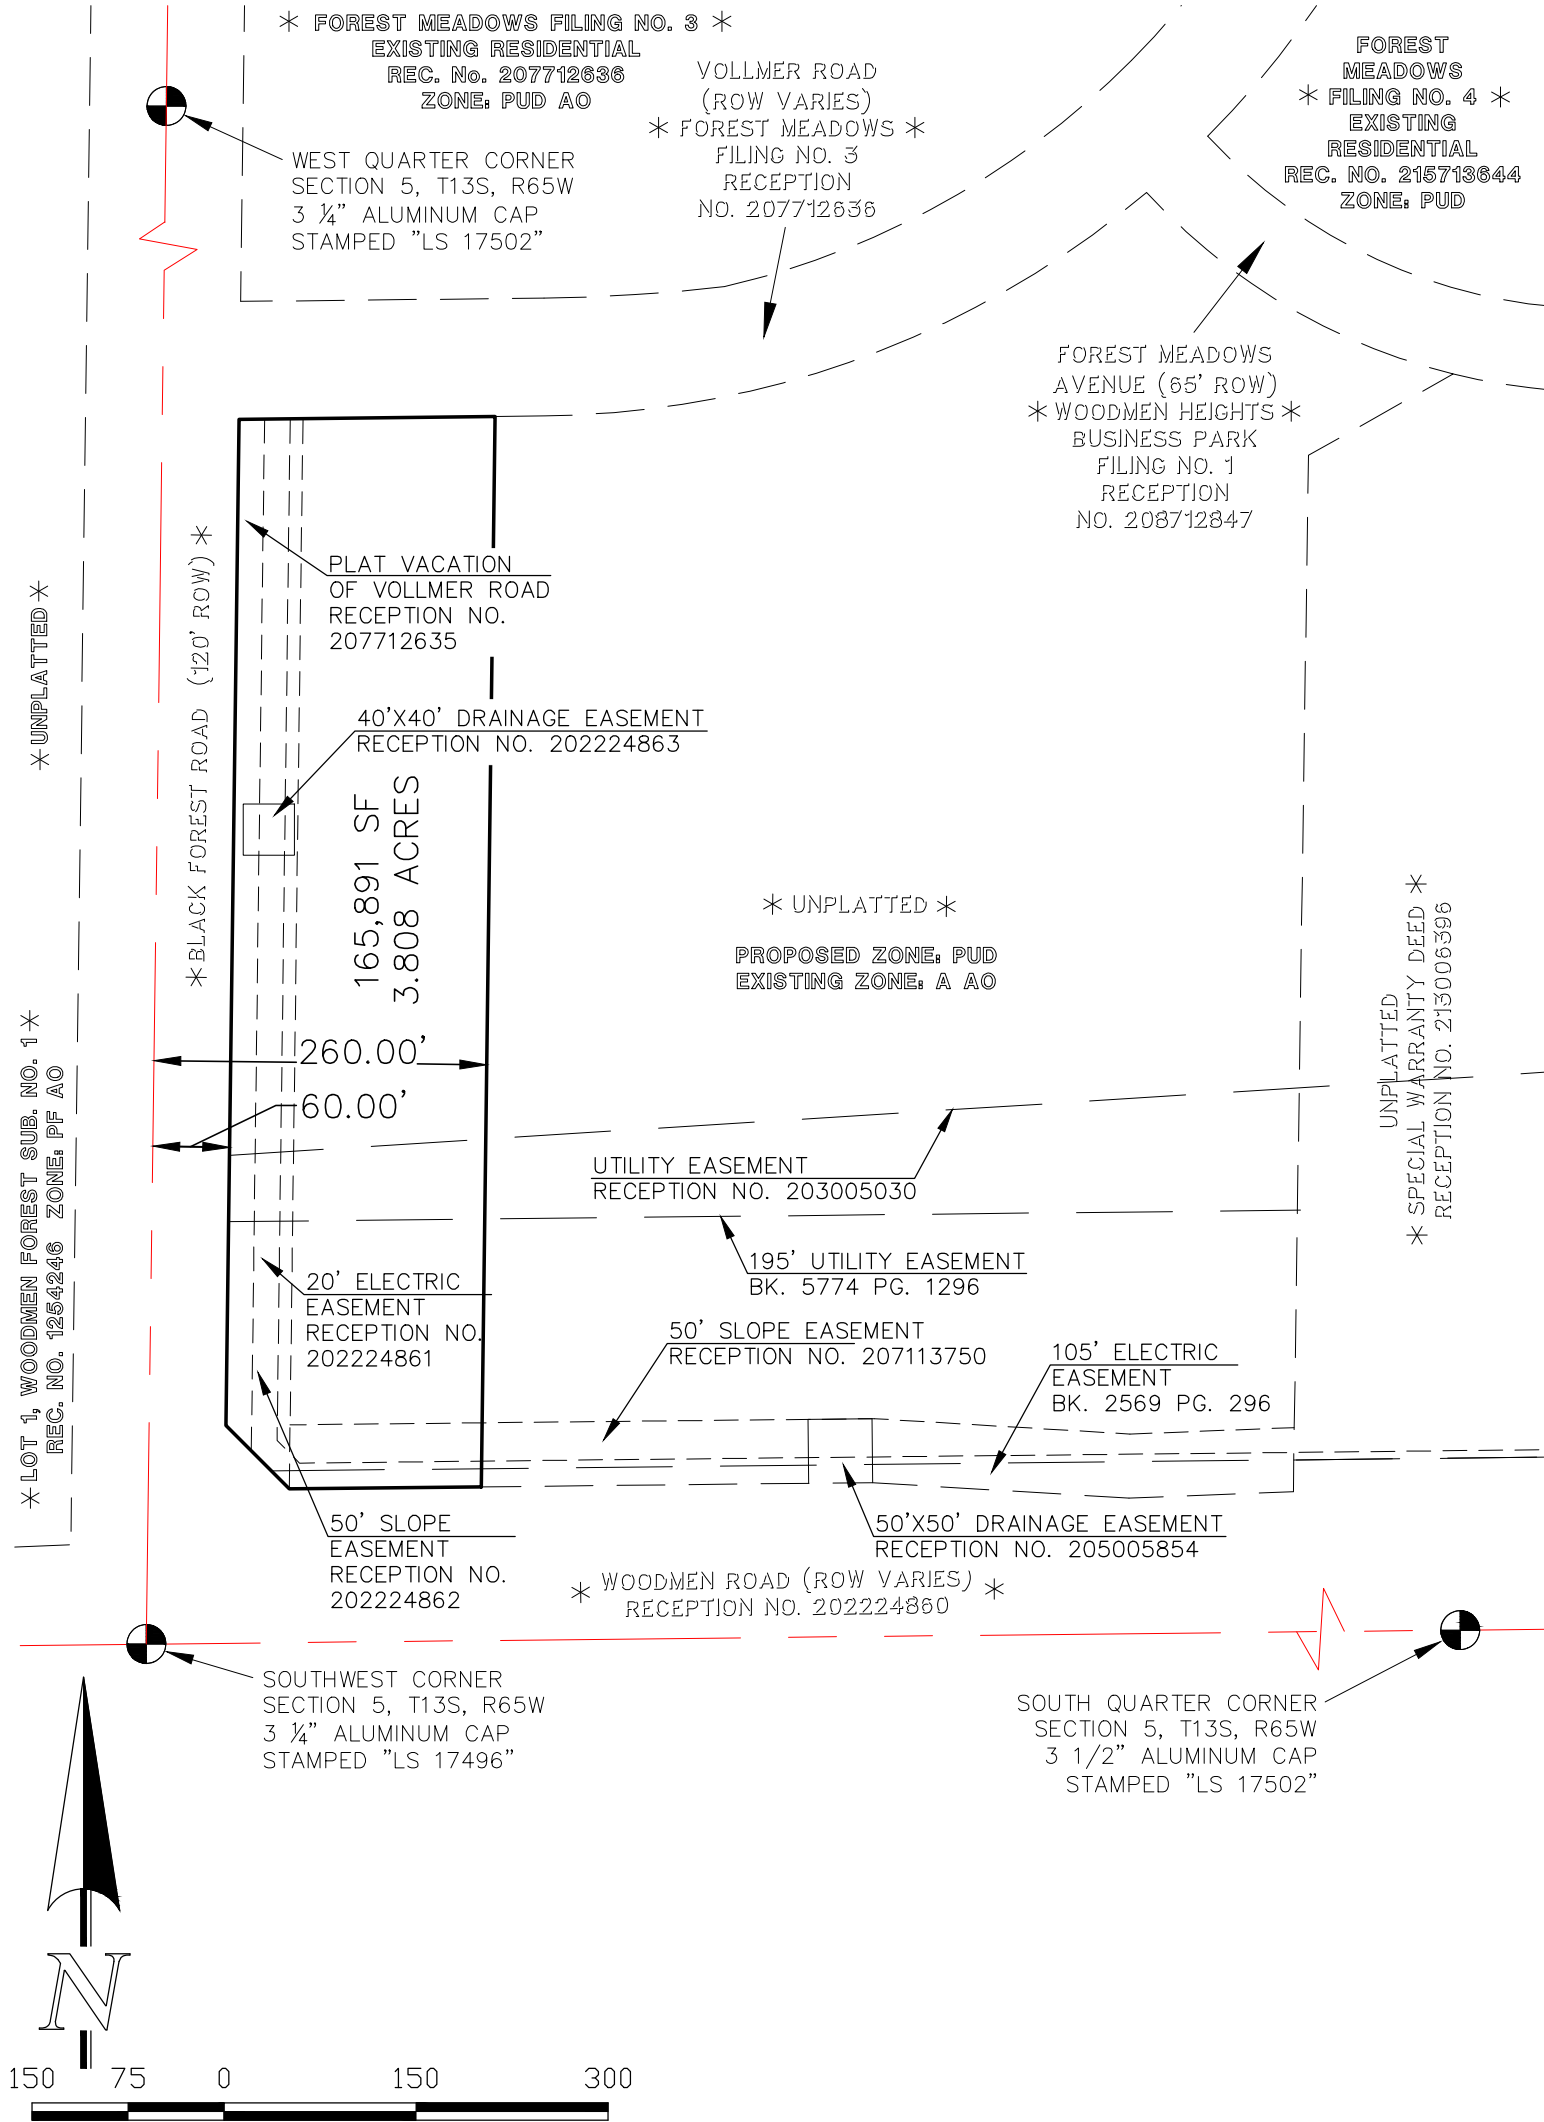 * FOREST MEADOWS FILING NO. 3 *
EXISTING RESIDENTIAL
REC. No. 207712636
ZONE: PUD AO
VOLLMER ROAD
(ROW VARIES)
* FOREST MEADOWS *
FILING NO. 3
RECEPTION
NO. 207712636
FOREST
MEADOWS
* FILING NO. 4 *
EXISTING
RESIDENTIAL
REC. NO. 215713644
ZONE: PUD
WEST QUARTER CORNER
SECTION 5, T13S, R65W
3 ¼" ALUMINUM CAP
STAMPED "LS 17502"
FOREST MEADOWS
AVENUE (65' ROW)
* WOODMEN HEIGHTS *
BUSINESS PARK
FILING NO. 1
RECEPTION
NO. 208712847
PLAT VACATION
OF VOLLMER ROAD
RECEPTION NO.
207712635
* UNPLATTED *
* BLACK FOREST ROAD (120' ROW) *
40'X40' DRAINAGE EASEMENT
RECEPTION NO. 202224863
165,891 SF
3.808 ACRES
* UNPLATTED *
PROPOSED ZONE: PUD
EXISTING ZONE: A AO
UNPLATTED
* SPECIAL WARRANTY DEED *
RECEPTION NO. 213006396
260.00'
60.00'
* LOT 1, WOODMEN FOREST SUB. NO. 1 *
REC. NO. 1254246 ZONE: PF AO
UTILITY EASEMENT
RECEPTION NO. 203005030
195' UTILITY EASEMENT
BK. 5774 PG. 1296
20' ELECTRIC
EASEMENT
RECEPTION NO.
202224861
50' SLOPE EASEMENT
RECEPTION NO. 207113750
105' ELECTRIC
EASEMENT
BK. 2569 PG. 296
50' SLOPE
EASEMENT
RECEPTION NO.
202224862
50'X50' DRAINAGE EASEMENT
RECEPTION NO. 205005854
* WOODMEN ROAD (ROW VARIES) *
RECEPTION NO. 202224860
SOUTHWEST CORNER
SECTION 5, T13S, R65W
3 ¼" ALUMINUM CAP
STAMPED "LS 17496"
SOUTH QUARTER CORNER
SECTION 5, T13S, R65W
3 1/2" ALUMINUM CAP
STAMPED "LS 17502"
N
150 75 0 150 300